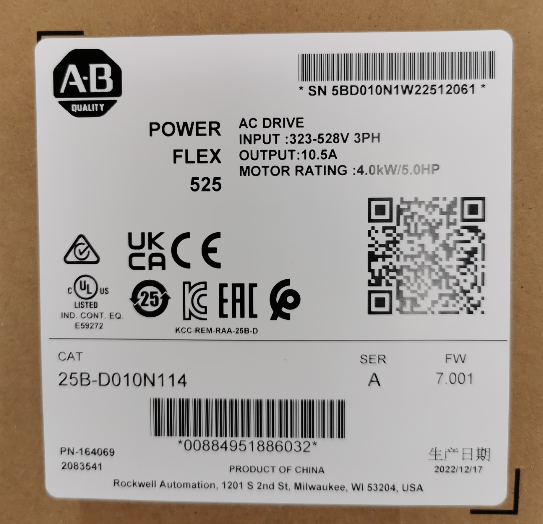 A·B
QUALITY
* SN 5BD010N1W22512061 *
POWER
FLEX
525
AC DRIVE
INPUT :323-528V 3PH
OUTPUT:10.5A
MOTOR RATING :4.0kW/5.0HP
UK
CA
CE
C UL US
LISTED
IND. CONT. EQ.
E59272
25
KC
EAC
KCC-REM-RAA-25B-D
CAT
25B-D010N114
SER
A
FW
7.001
*00884951886032*
PN-164069
2083541
PRODUCT OF CHINA
生产日期
2022/12/17
Rockwell Automation, 1201 S 2nd St, Milwaukee, WI 53204, USA